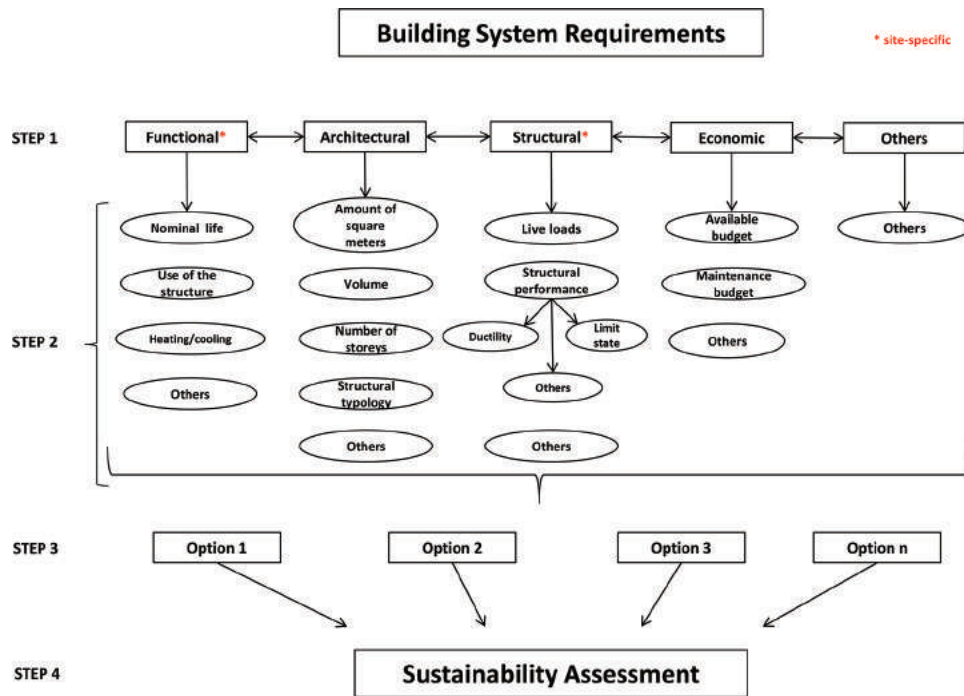 Building System Requirements
* site-specific
STEP 1
Functional*
Architectural
Structural*
Economic
Others
STEP 2
Nominal life
Use of the
structure
Heating/cooling
Others
Amount of
square
meters
Volume
Number of
storeys
Structural
typology
Others
Live loads
Structural
performance
Ductility
Limit
state
Others
Others
Available
budget
Maintenance
budget
Others
Others
STEP 3
Option 1
Option 2
Option 3
Option n
STEP 4
Sustainability Assessment